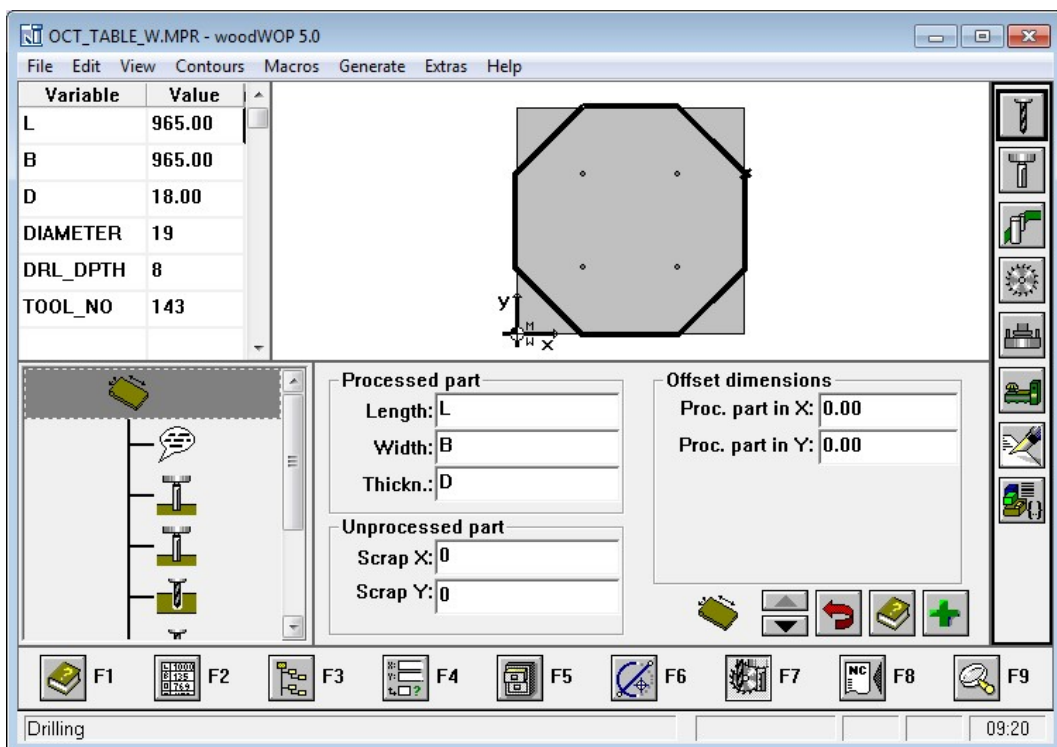 OCT_TABLE_W.MPR - woodWOP 5.0
File Edit View Contours Macros Generate Extras Help
Variable Value
L 965.00
B 965.00
D 18.00
DIAMETER 19
DRL_DPTH 8
TOOL_NO 143
y
M
W
x
Processed part
Length: L
Width: B
Thickn.: D
Unprocessed part
Scrap X: 0
Scrap Y: 0
Offset dimensions
Proc. part in X: 0.00
Proc. part in Y: 0.00
F1 F2 F3 F4 F5 F6 F7 NC F8 F9
Drilling 09:20